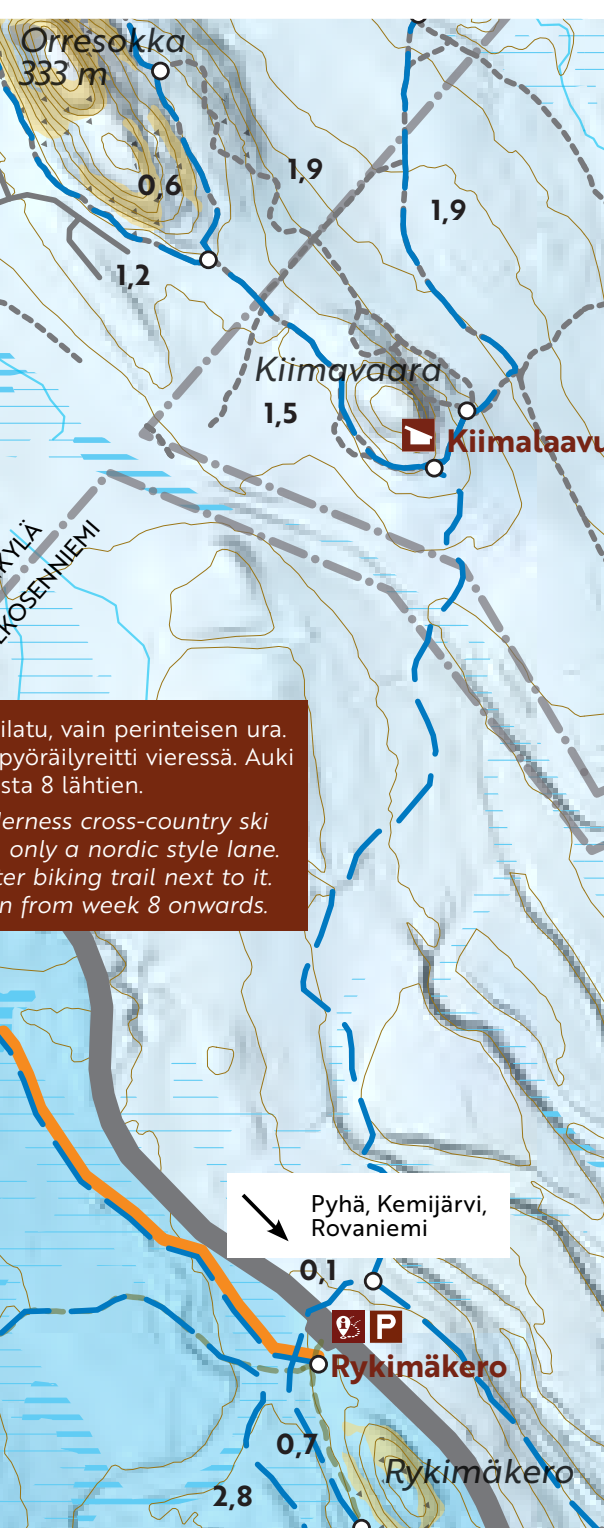 Orresokka
333 m
0,6
1,9
1,9
1,2
Kiimavaara
1,5
Kiimalaavu
KYLÄ
LKOSENNIEMI
ilatu, vain perinteisen ura.
pyöräilyreitti vieressä. Auki
sta 8 lähtien.
derness cross-country ski
only a nordic style lane.
ter biking trail next to it.
n from week 8 onwards.
Pyhä, Kemijärvi,
Rovaniemi
0,1
P
Rykimäkero
0,7
Rykimäkero
2,8